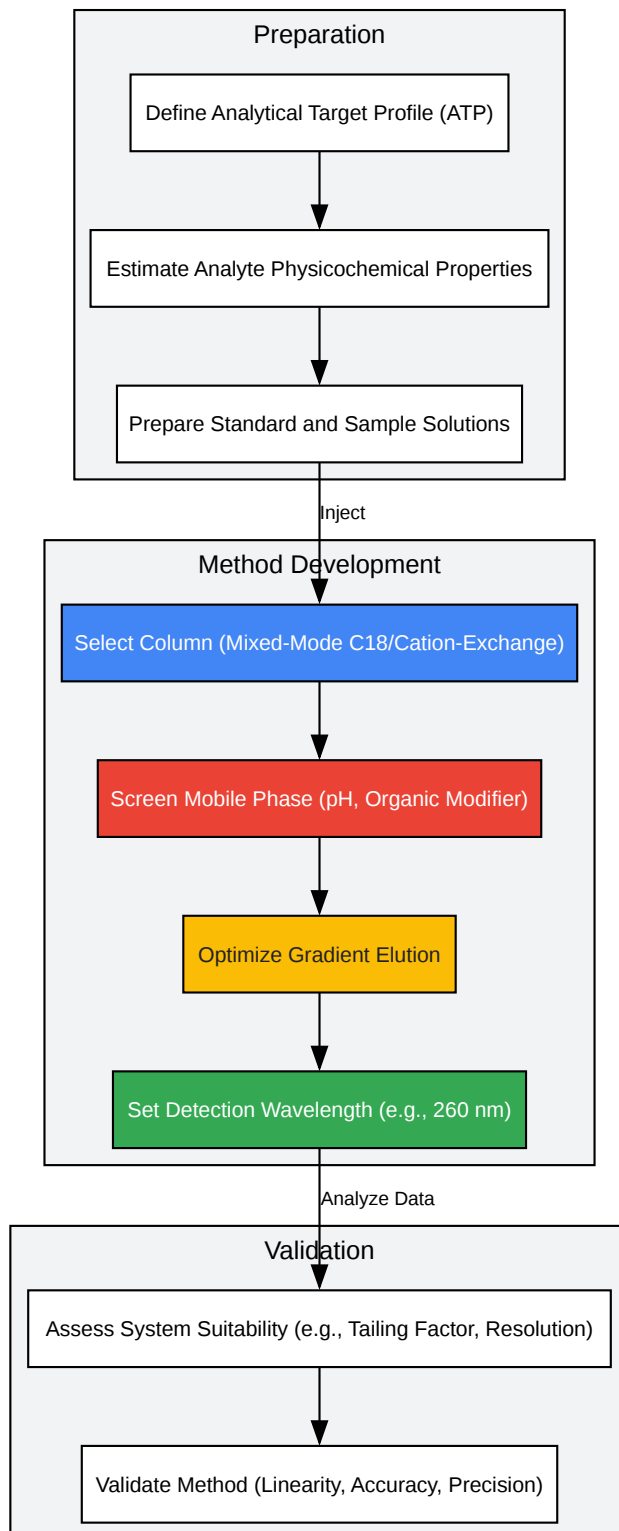 Preparation
Define Analytical Target Profile (ATP)
Estimate Analyte Physicochemical Properties
Prepare Standard and Sample Solutions
Inject
Method Development
Select Column (Mixed-Mode C18/Cation-Exchange)
Screen Mobile Phase (pH, Organic Modifier)
Optimize Gradient Elution
Set Detection Wavelength (e.g., 260 nm)
Analyze Data
Validation
Assess System Suitability (e.g., Tailing Factor, Resolution)
Validate Method (Linearity, Accuracy, Precision)